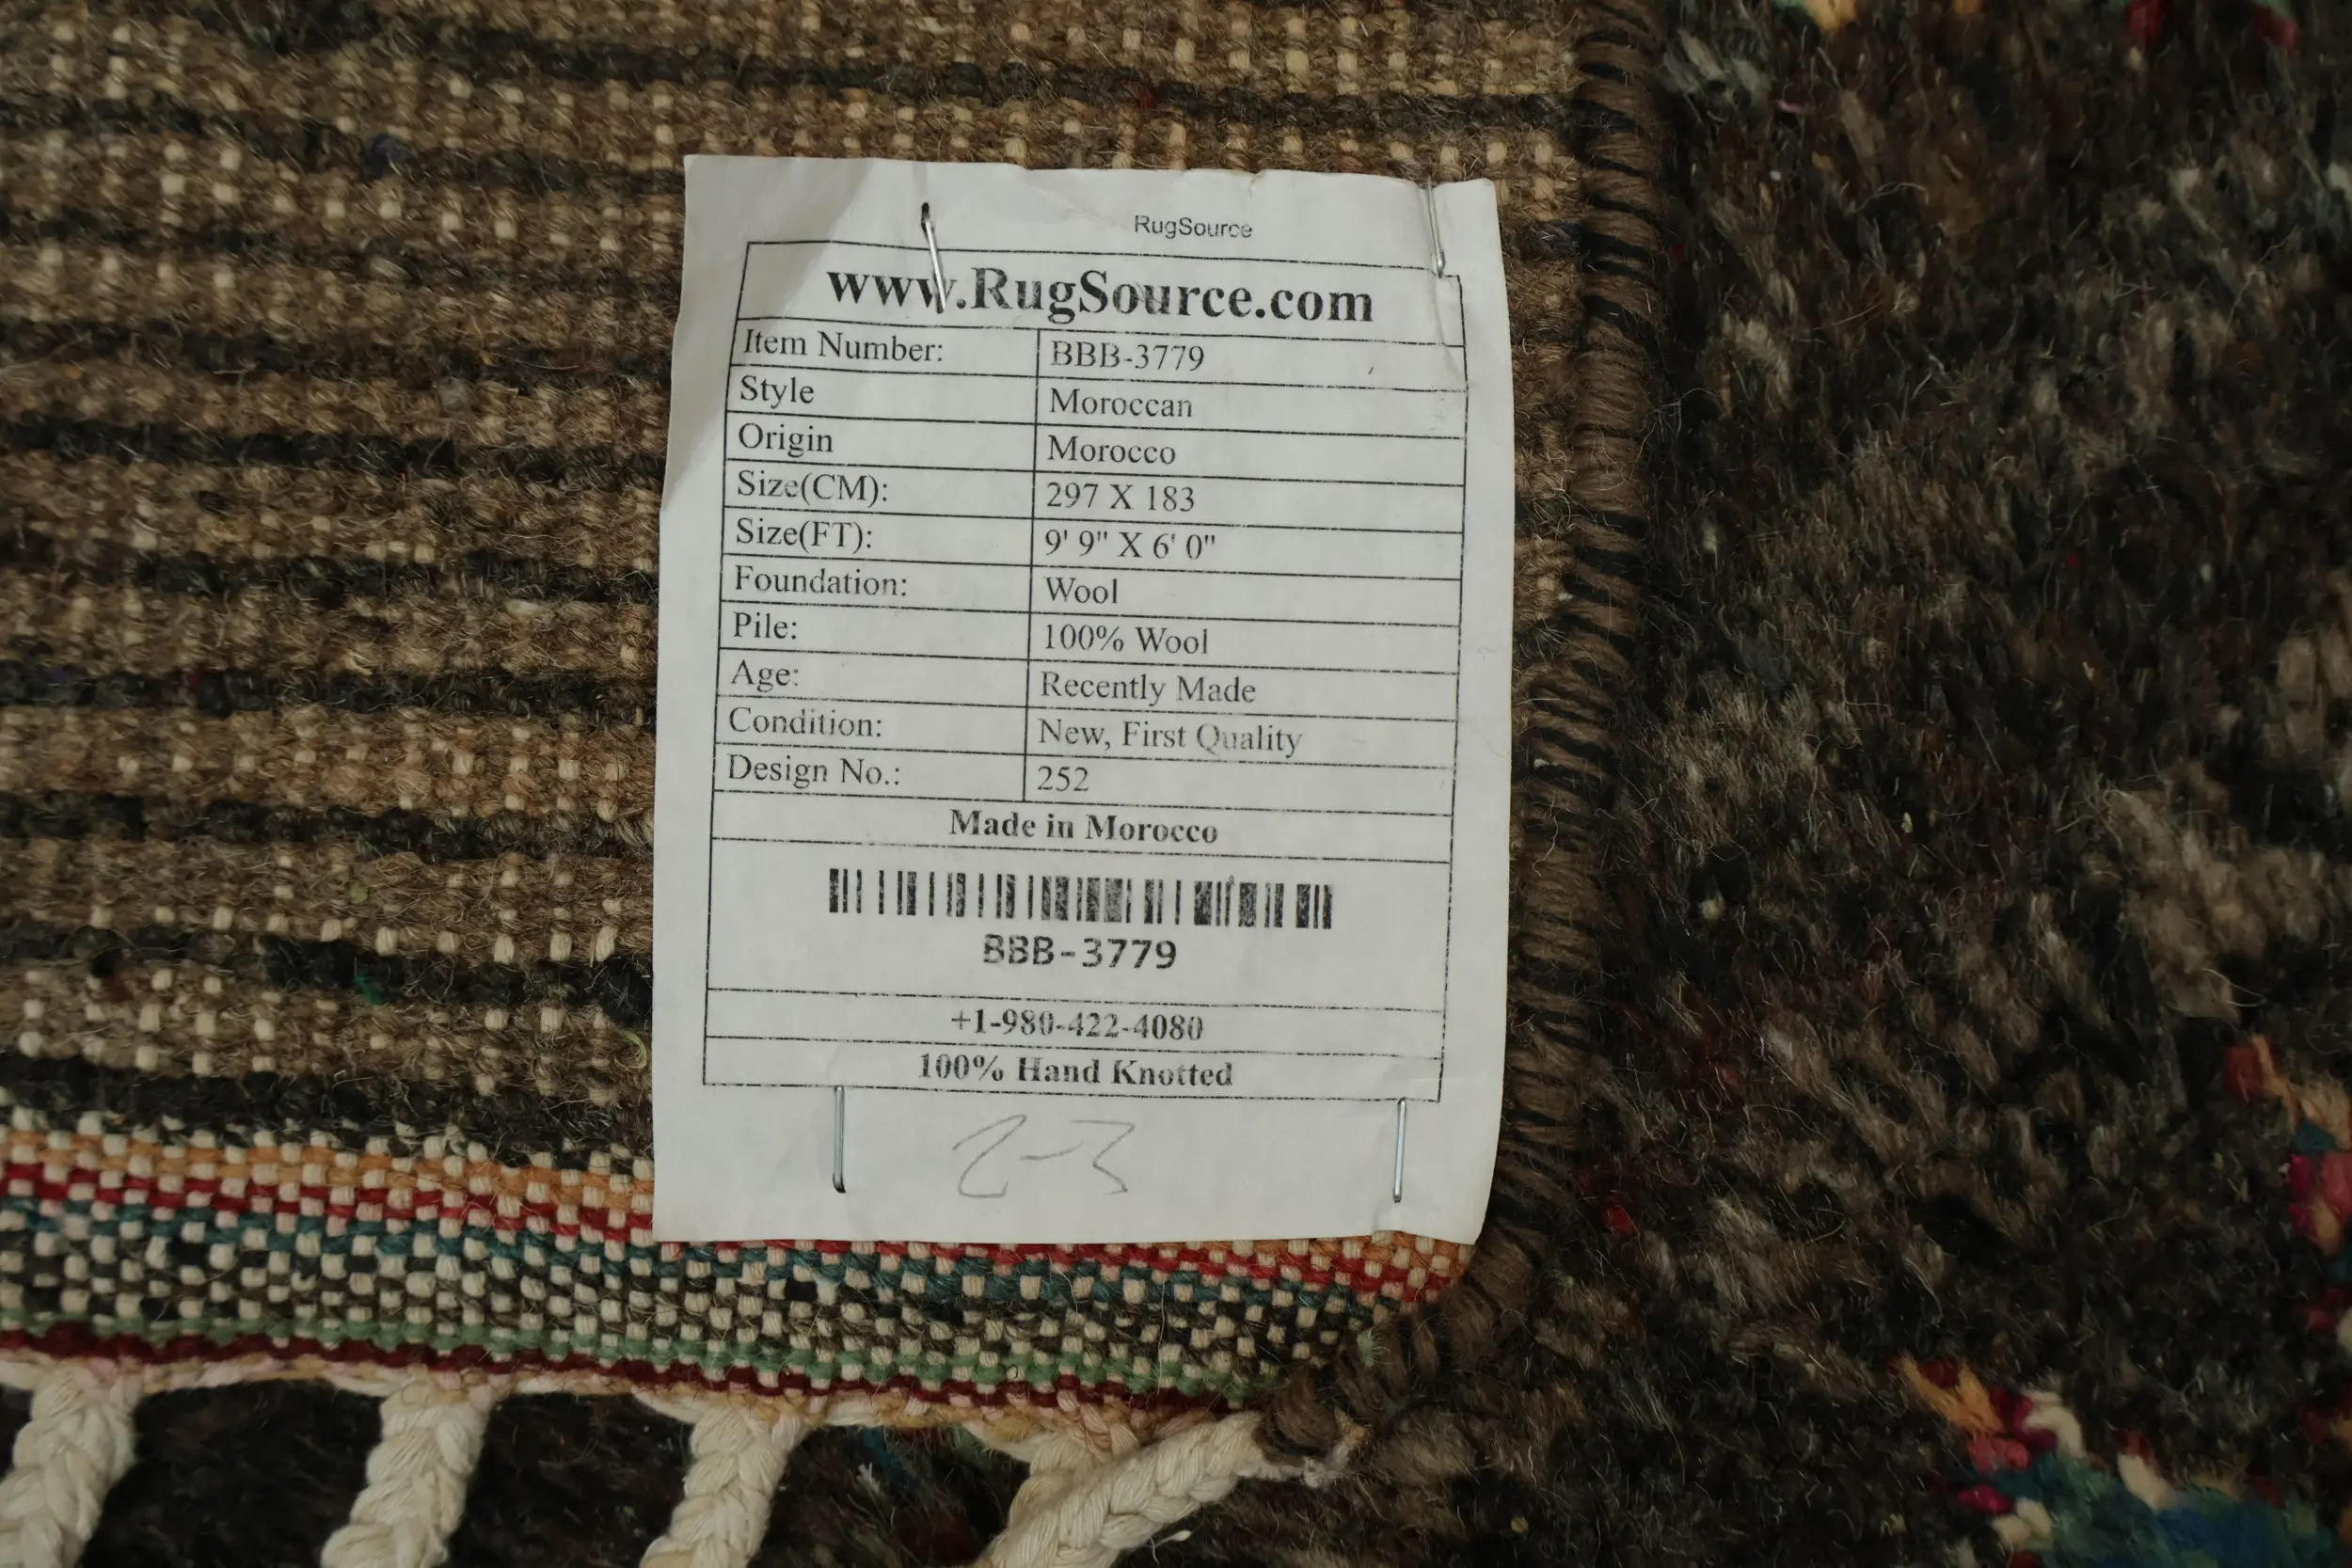 RugSource
www.RugSource.com
Item Number: BBB-3779
Style Moroccan
Origin Morocco
Size(CM): 297 X 183
Size(FT): 9' 9" X 6' 0"
Foundation: Wool
Pile: 100% Wool
Age: Recently Made
Condition: New, First Quality
Design No.: 252
Made in Morocco
BBB-3779
+1-980-422-4080
100% Hand Knotted
2-3